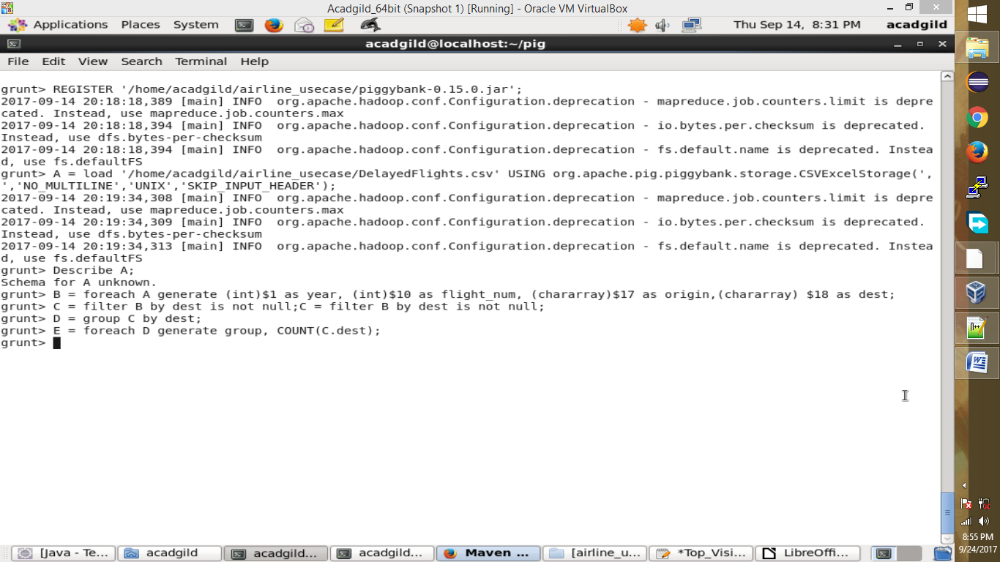 Acadgild_64bit (Snapshot 1) [Running] - Oracle VM VirtualBox
Applications Places System Thu Sep 14, 8:31 PM acadgild
acadgild@localhost:~/pig
File Edit View Search Terminal Help
grunt> REGISTER '/home/acadgild/airline_usecase/piggybank-0.15.0.jar';
2017-09-14 20:18:18,389 [main] INFO  org.apache.hadoop.conf.Configuration.deprecation - mapreduce.job.counters.limit is depre
cated. Instead, use mapreduce.job.counters.max
2017-09-14 20:18:18,394 [main] INFO  org.apache.hadoop.conf.Configuration.deprecation - io.bytes.per.checksum is deprecated.
Instead, use dfs.bytes-per-checksum
2017-09-14 20:18:18,394 [main] INFO  org.apache.hadoop.conf.Configuration.deprecation - fs.default.name is deprecated. Instea
d, use fs.defaultFS
grunt> A = load '/home/acadgild/airline_usecase/DelayedFlights.csv' USING org.apache.pig.piggybank.storage.CSVExcelStorage(',
','NO_MULTILINE','UNIX','SKIP_INPUT_HEADER');
2017-09-14 20:19:34,308 [main] INFO  org.apache.hadoop.conf.Configuration.deprecation - mapreduce.job.counters.limit is depre
cated. Instead, use mapreduce.job.counters.max
2017-09-14 20:19:34,309 [main] INFO  org.apache.hadoop.conf.Configuration.deprecation - io.bytes.per.checksum is deprecated.
Instead, use dfs.bytes-per-checksum
2017-09-14 20:19:34,313 [main] INFO  org.apache.hadoop.conf.Configuration.deprecation - fs.default.name is deprecated. Instea
d, use fs.defaultFS
grunt> Describe A;
Schema for A unknown.
grunt> B = foreach A generate (int)$1 as year, (int)$10 as flight_num, (chararray)$17 as origin,(chararray) $18 as dest;
grunt> C = filter B by dest is not null;C = filter B by dest is not null;
grunt> D = group C by dest;
grunt> E = foreach D generate group, COUNT(C.dest);
grunt>
[Java - Te... acadgild acadgild... acadgild... Maven ... [airline_u... *Top_Visi... LibreOffi...
8:55 PM
9/24/2017